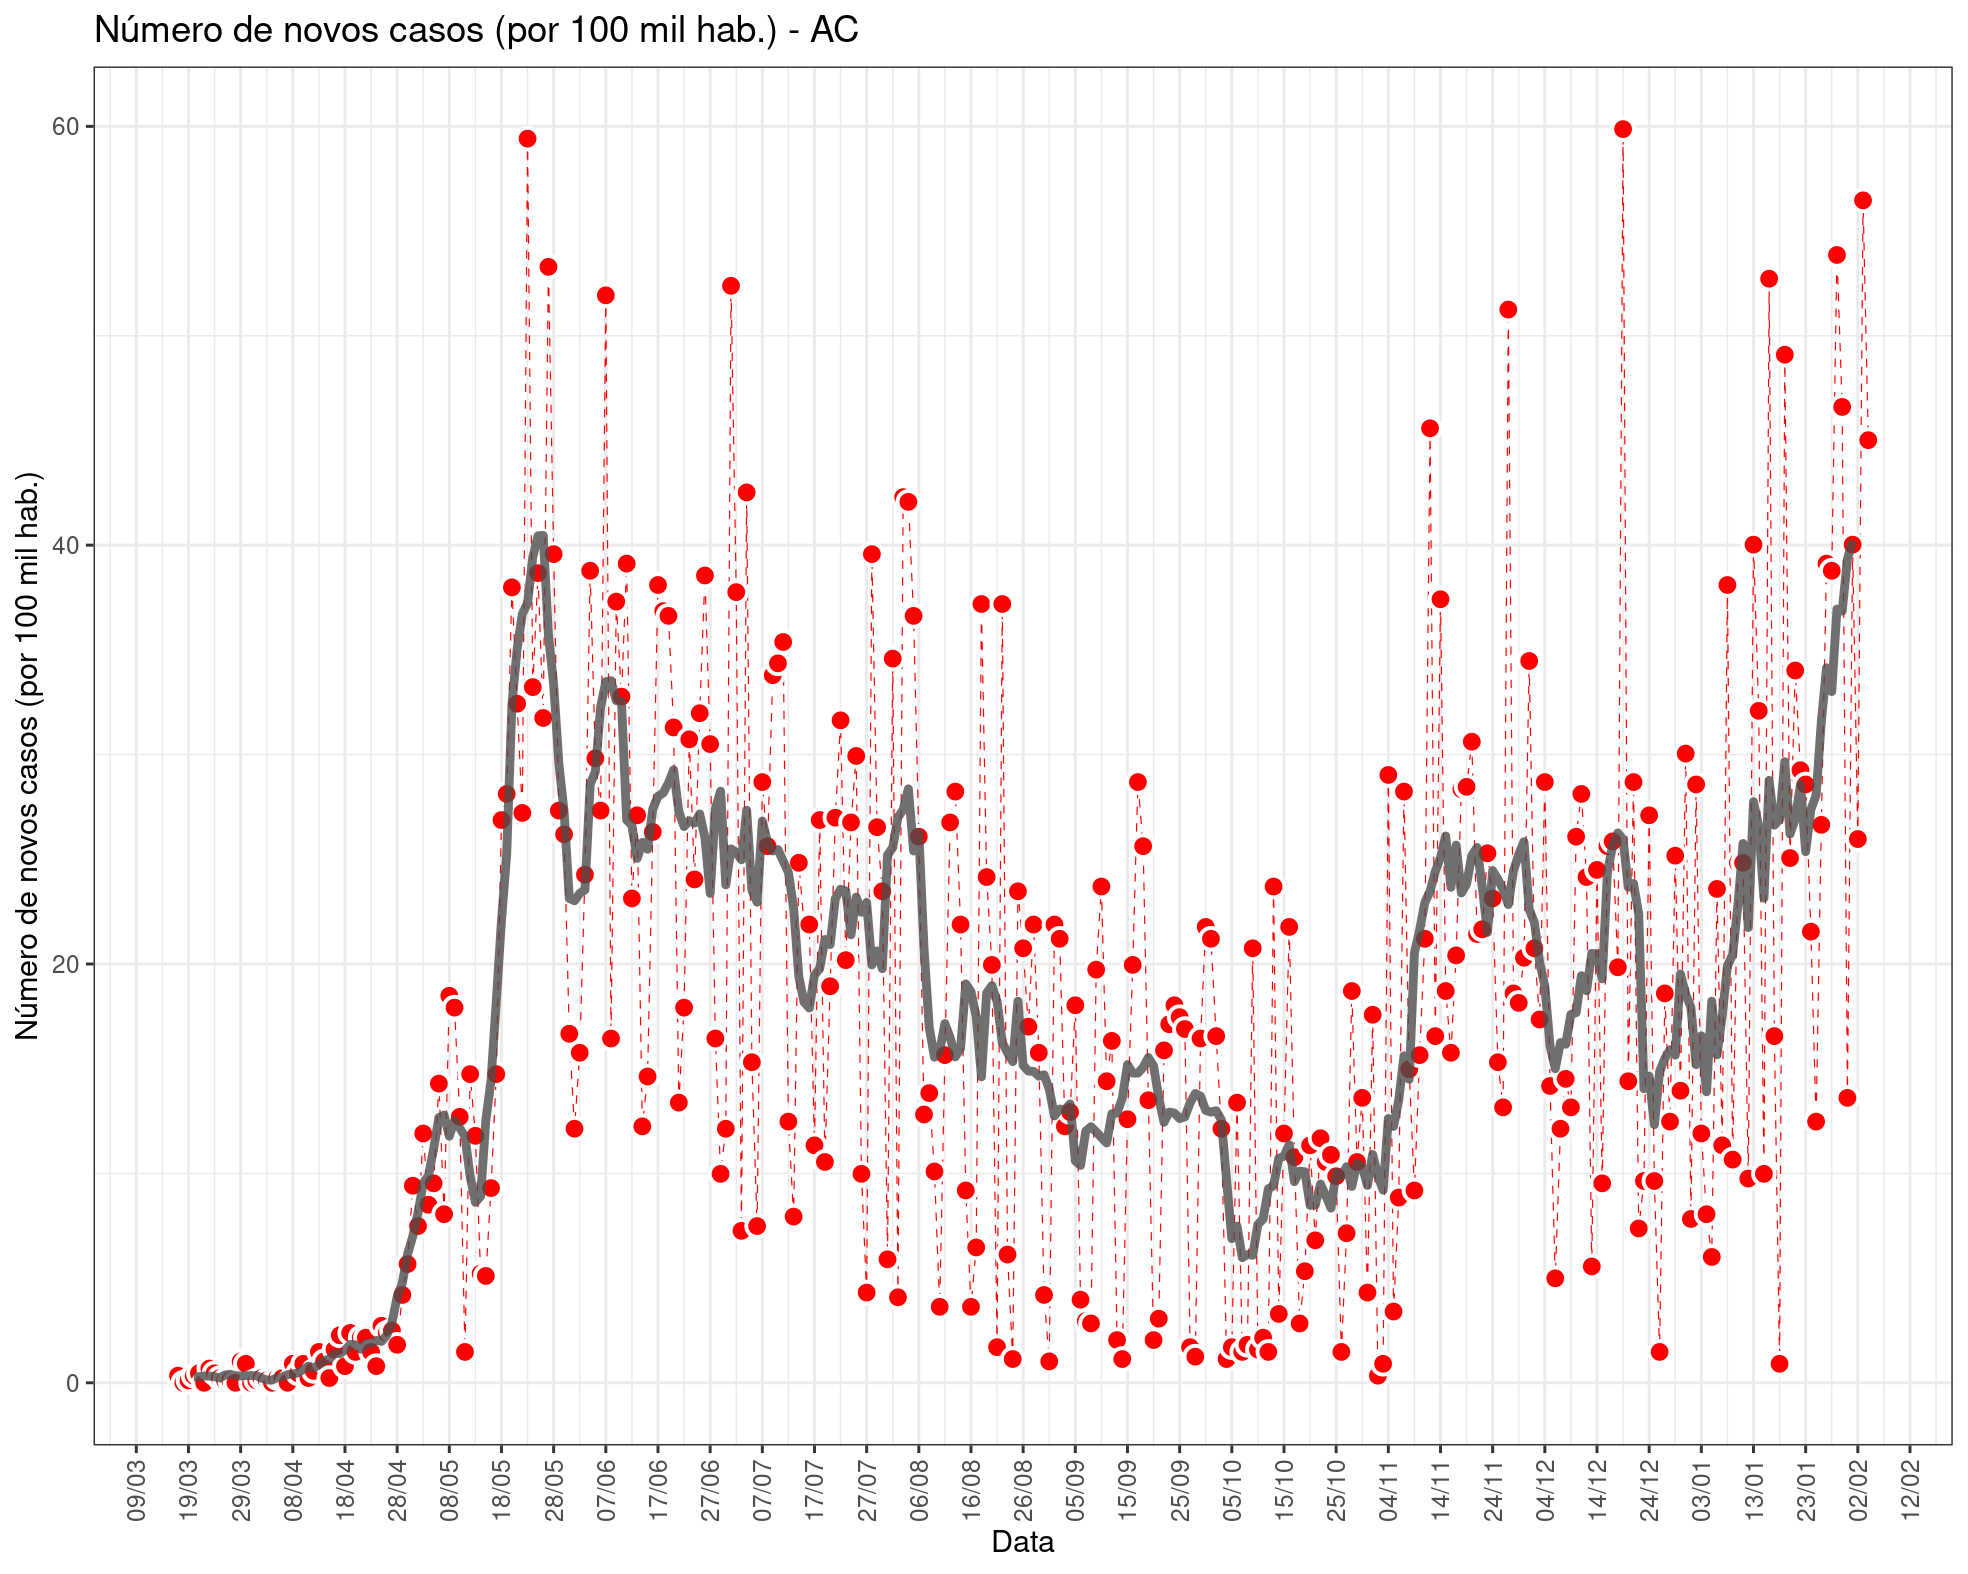 Número de novos casos (por 100 mil hab.) - AC
Número de novos casos (por 100 mil hab.)
60
40
20
0
09/03 19/03 29/03 08/04 18/04 28/04 08/05 18/05 28/05 07/06 17/06 27/06 07/07 17/07 27/07 06/08 16/08 26/08 05/09 15/09 25/09 05/10 15/10 25/10 04/11 14/11 24/11 04/12 14/12 24/12 03/01 13/01 23/01 02/02 12/02
Data